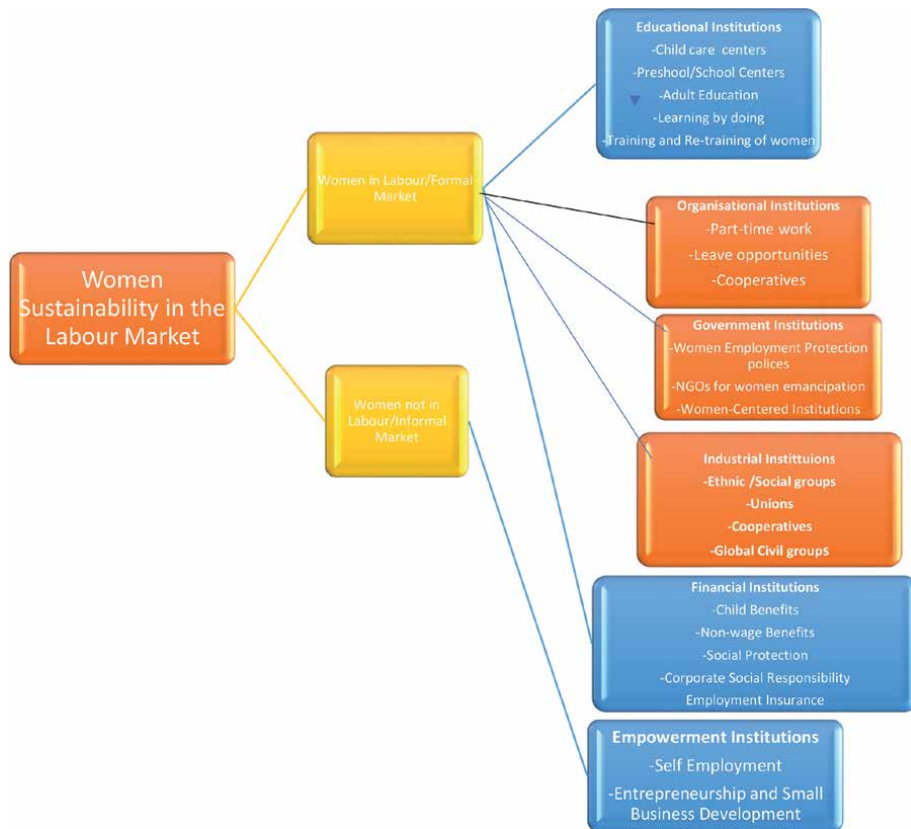 Women
Sustainability in the
Labour Market
Women in Labour/Formal
Market
Women not in
Labour/Informal
Market
Educational Institutions
-Child care centers
-Preshool/School Centers
-Adult Education
-Learning by doing
-Training and Re-training of women
Organisational Institutions
-Part-time work
-Leave opportunities
-Cooperatives
Government Institutions
-Women Employment Protection
polices
-NGOs for women emancipation
-Women-Centered Institutions
Industrial Instittuions
-Ethnic /Social groups
-Unions
-Cooperatives
-Global Civil groups
Financial Institutions
-Child Benefits
-Non-wage Benefits
-Social Protection
-Corporate Social Responsibility
Employment Insurance
Empowerment Institutions
-Self Employment
-Entrepreneurship and Small
Business Development